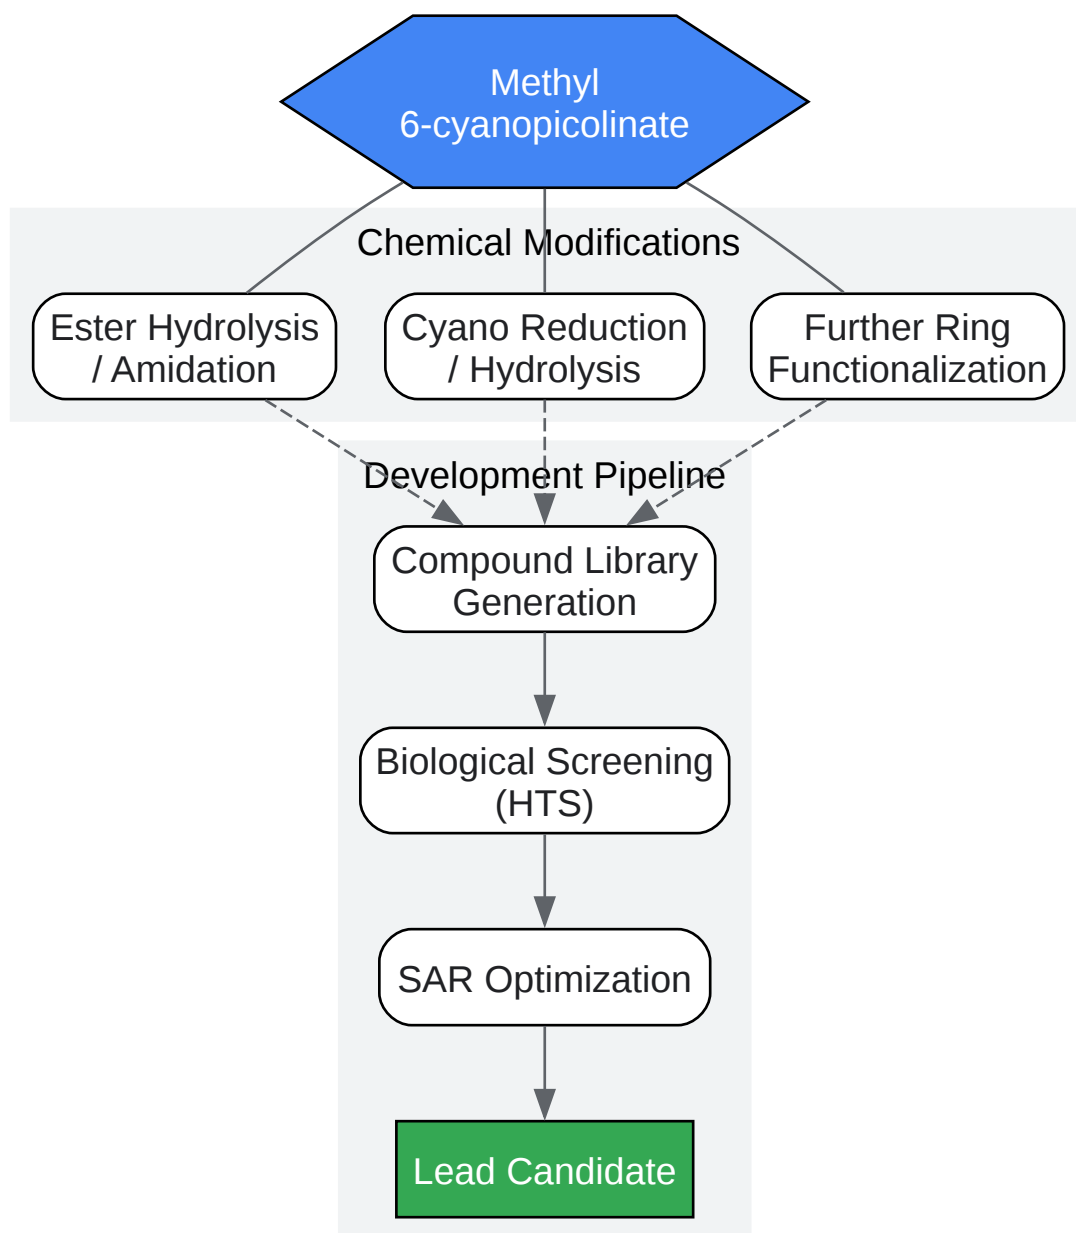 Methyl
6-cyanopicolinate
Chemical Modifications
Ester Hydrolysis
/ Amidation
Cyano Reduction
/ Hydrolysis
Further Ring
Functionalization
Development Pipeline
Compound Library
Generation
Biological Screening
(HTS)
SAR Optimization
Lead Candidate